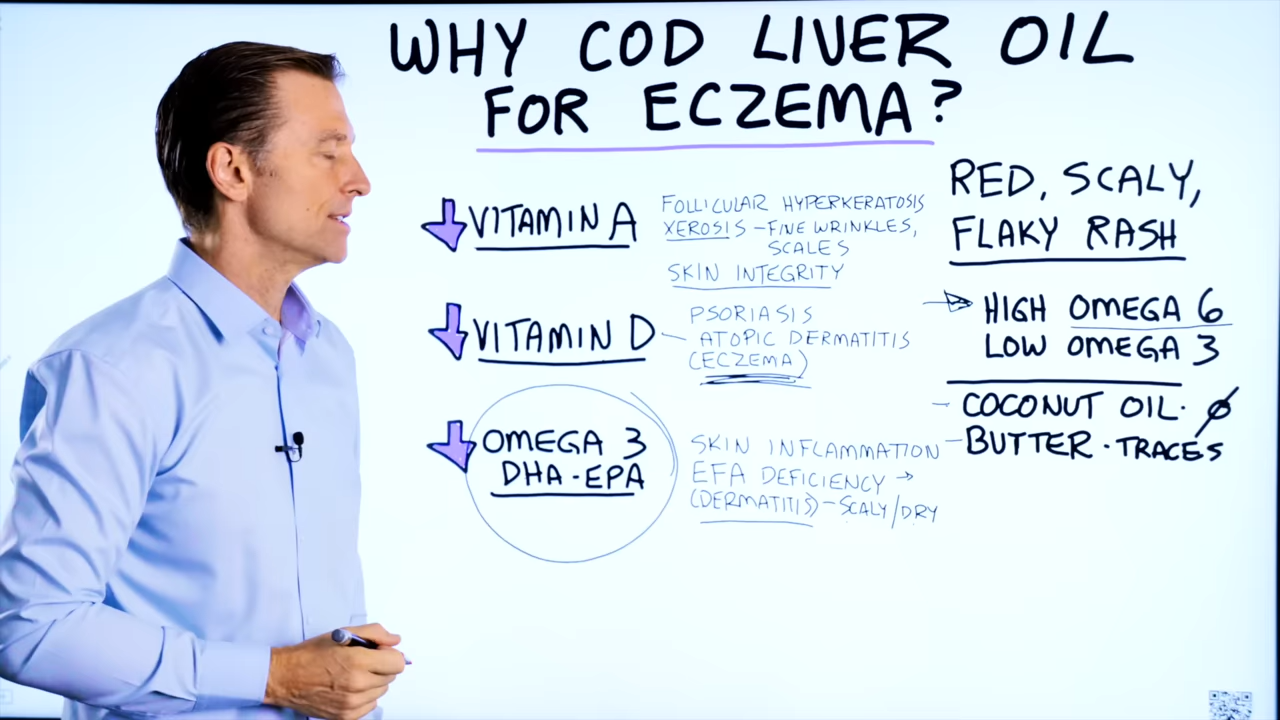 WHY COD LIVER OIL
FOR ECZEMA?
VITAMIN A
FOLLICULAR HYPERKERATOSIS
XEROSIS – FINE WRINKLES,
SCALES
SKIN INTEGRITY
VITAMIN D
PSORIASIS
ATOPIC DERMATITIS
(ECZEMA)
OMEGA 3
DHA - EPA
SKIN INFLAMMATION
EFA DEFICIENCY →
(DERMATITIS) – SCALY/DRY
RED, SCALY,
FLAKY RASH
HIGH OMEGA 6
LOW OMEGA 3
– COCONUT OIL · Ø
– BUTTER · TRACES